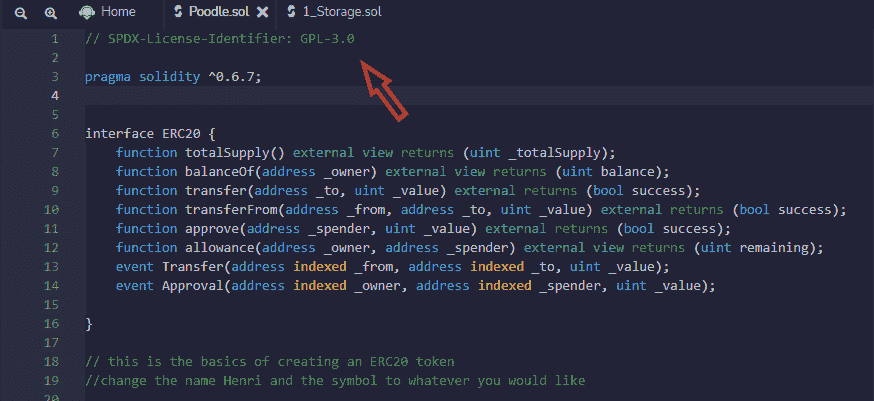 Home Poodle.sol 1_Storage.sol
1 // SPDX-License-Identifier: GPL-3.0
2
3 pragma solidity ^0.6.7;
4
5
6 interface ERC20 {
7 function totalSupply() external view returns (uint _totalSupply);
8 function balanceOf(address _owner) external view returns (uint balance);
9 function transfer(address _to, uint _value) external returns (bool success);
10 function transferFrom(address _from, address _to, uint _value) external returns (bool success);
11 function approve(address _spender, uint _value) external returns (bool success);
12 function allowance(address _owner, address _spender) external view returns (uint remaining);
13 event Transfer(address indexed _from, address indexed _to, uint _value);
14 event Approval(address indexed _owner, address indexed _spender, uint _value);
15
16 }
17
18 // this is the basics of creating an ERC20 token
19 //change the name Henri and the symbol to whatever you would like
20